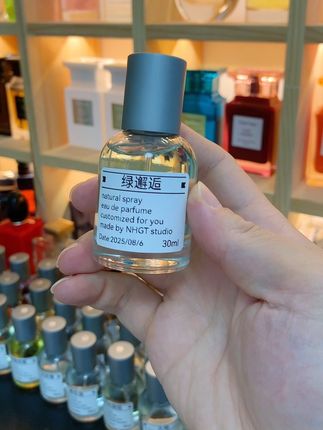 绿邂逅
natural spray
eau de parfume
customized for you
made by NHGT studio
Date:2025/08/6
30ml